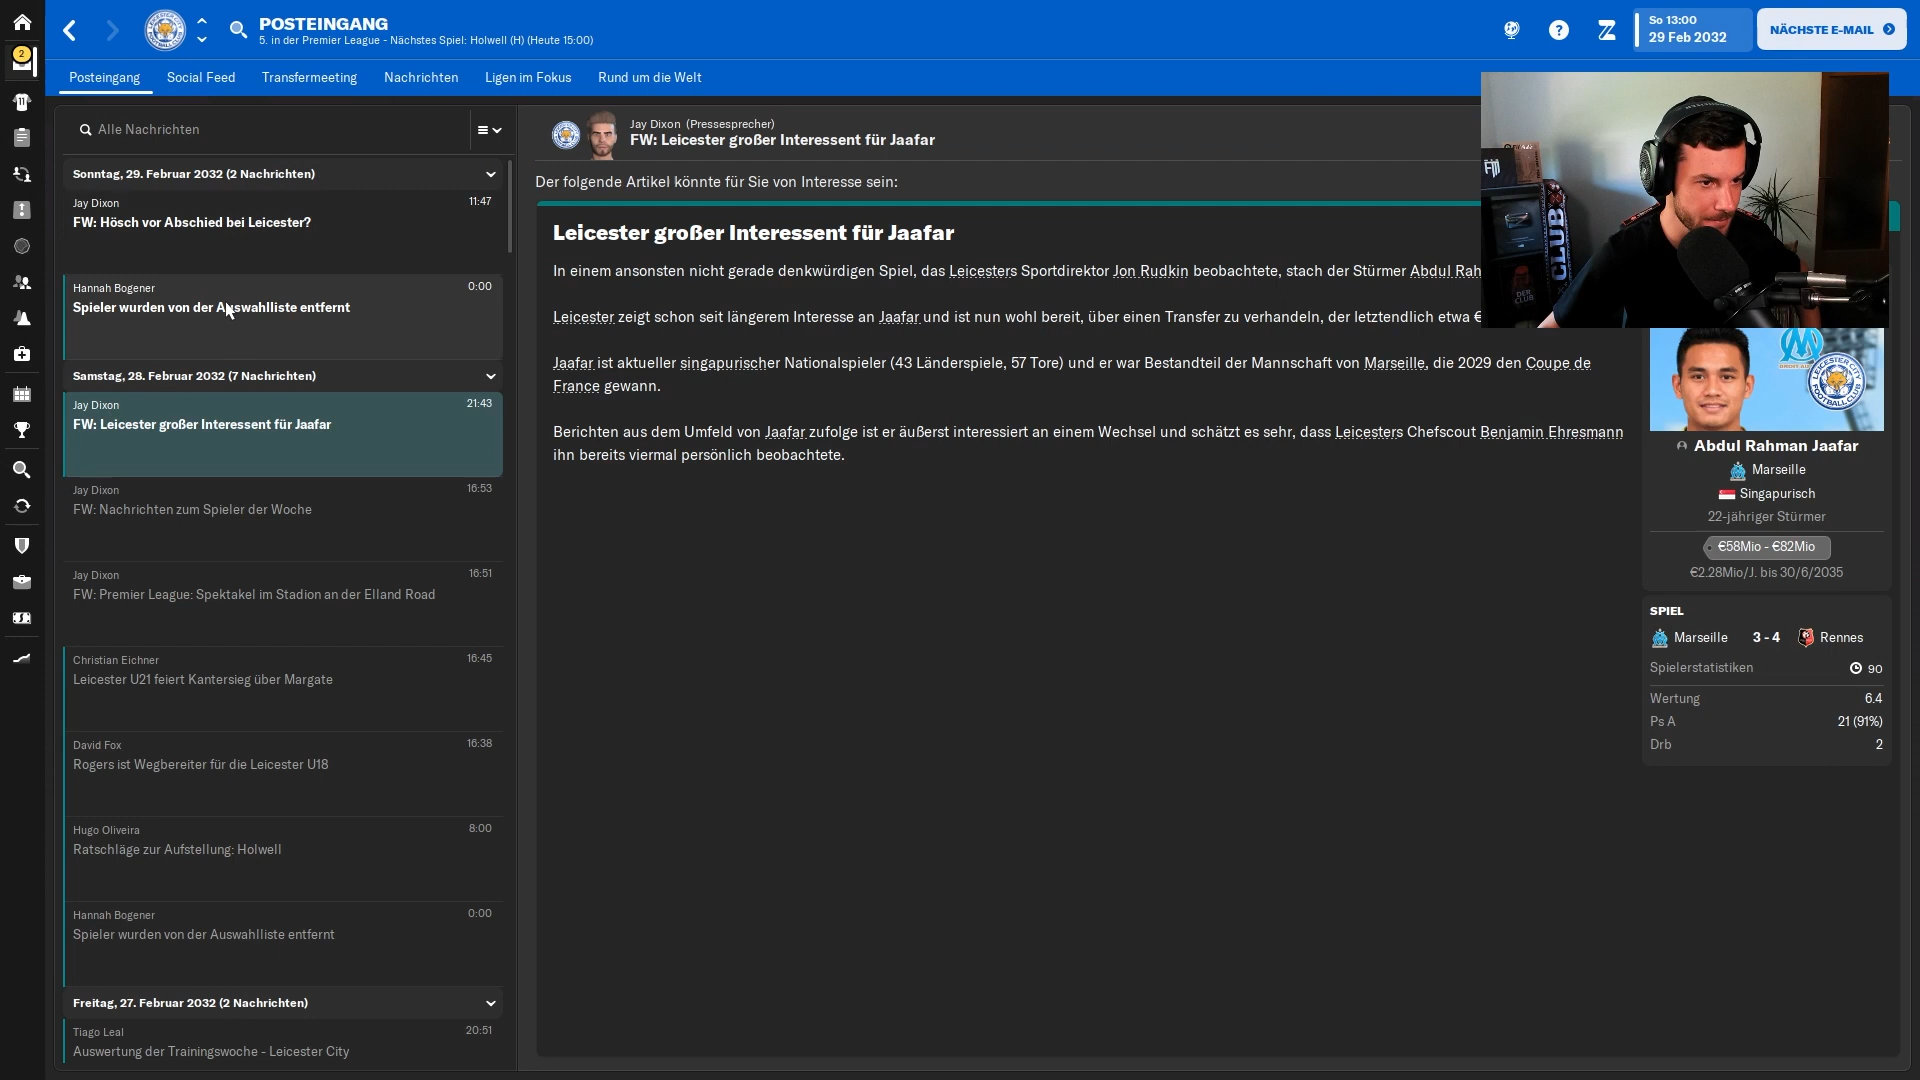 POSTEINGANG
5. in der Premier League - Nächstes Spiel: Holwell (H) (Heute 15:00)
So 13:00
29 Feb 2032
NÄCHSTE E-MAIL
2
Posteingang
Social Feed
Transfermeeting
Nachrichten
Ligen im Fokus
Rund um die Welt
Alle Nachrichten
Sonntag, 29. Februar 2032 (2 Nachrichten)
Jay Dixon 11:47
FW: Hösch vor Abschied bei Leicester?
Hannah Bogener 0:00
Spieler wurden von der Auswahlliste entfernt
Samstag, 28. Februar 2032 (7 Nachrichten)
Jay Dixon 21:43
FW: Leicester großer Interessent für Jaafar
Jay Dixon 16:53
FW: Nachrichten zum Spieler der Woche
Jay Dixon 16:51
FW: Premier League: Spektakel im Stadion an der Elland Road
Christian Eichner 16:45
Leicester U21 feiert Kantersieg über Margate
David Fox 16:38
Rogers ist Wegbereiter für die Leicester U18
Hugo Oliveira 8:00
Ratschläge zur Aufstellung: Holwell
Hannah Bogener 0:00
Spieler wurden von der Auswahlliste entfernt
Freitag, 27. Februar 2032 (2 Nachrichten)
Tiago Leal 20:51
Auswertung der Trainingswoche - Leicester City
Jay Dixon (Pressesprecher)
FW: Leicester großer Interessent für Jaafar
Der folgende Artikel könnte für Sie von Interesse sein:
Leicester großer Interessent für Jaafar
In einem ansonsten nicht gerade denkwürdigen Spiel, das Leicesters Sportdirektor Jon Rudkin beobachtete, stach der Stürmer Abdul Rah
Leicester zeigt schon seit längerem Interesse an Jaafar und ist nun wohl bereit, über einen Transfer zu verhandeln, der letztendlich etwa €
Jaafar ist aktueller singapurischer Nationalspieler (43 Länderspiele, 57 Tore) und er war Bestandteil der Mannschaft von Marseille, die 2029 den Coupe de
France gewann.
Berichten aus dem Umfeld von Jaafar zufolge ist er äußerst interessiert an einem Wechsel und schätzt es sehr, dass Leicesters Chefscout Benjamin Ehresmann
ihn bereits viermal persönlich beobachtete.
CLUB
DER CLUB
Abdul Rahman Jaafar
Marseille
Singapurisch
22-jähriger Stürmer
€58Mio - €82Mio
€2.28Mio/J. bis 30/6/2035
SPIEL
Marseille 3 - 4 Rennes
Spielerstatistiken 90
Wertung 6.4
Ps A 21 (91%)
Drb 2